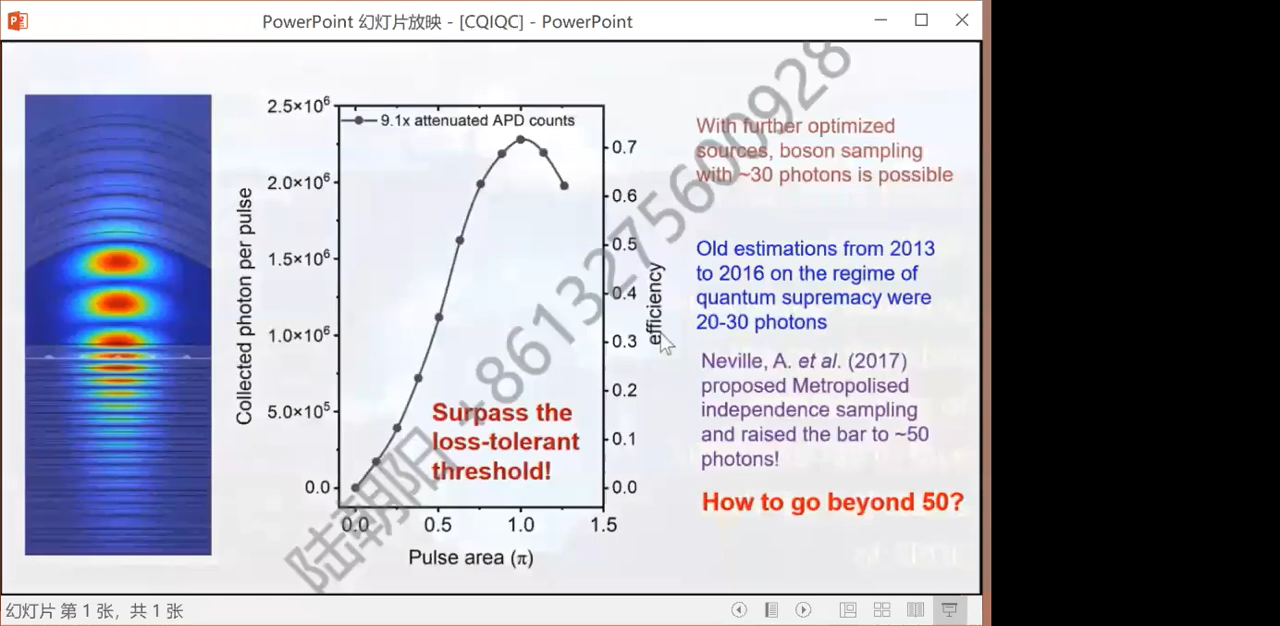 PowerPoint 幻灯片放映 - [CQIQC] - PowerPoint
2.5×10⁶
2.0×10⁶
1.5×10⁶
1.0×10⁶
5.0×10⁵
0.0
Collected photon per pulse
9.1x attenuated APD counts
Surpass the
loss-tolerant
threshold!
0.7
0.6
0.5
0.4
0.3
0.2
0.1
0.0
efficiency
0.0
0.5
1.0
1.5
Pulse area (π)
With further optimized
sources, boson sampling
with ~30 photons is possible
Old estimations from 2013
to 2016 on the regime of
quantum supremacy were
20-30 photons
Neville, A. et al. (2017)
proposed Metropolised
independence sampling
and raised the bar to ~50
photons!
How to go beyond 50?
陆朝阳 +8613275600928
幻灯片 第 1 张，共 1 张